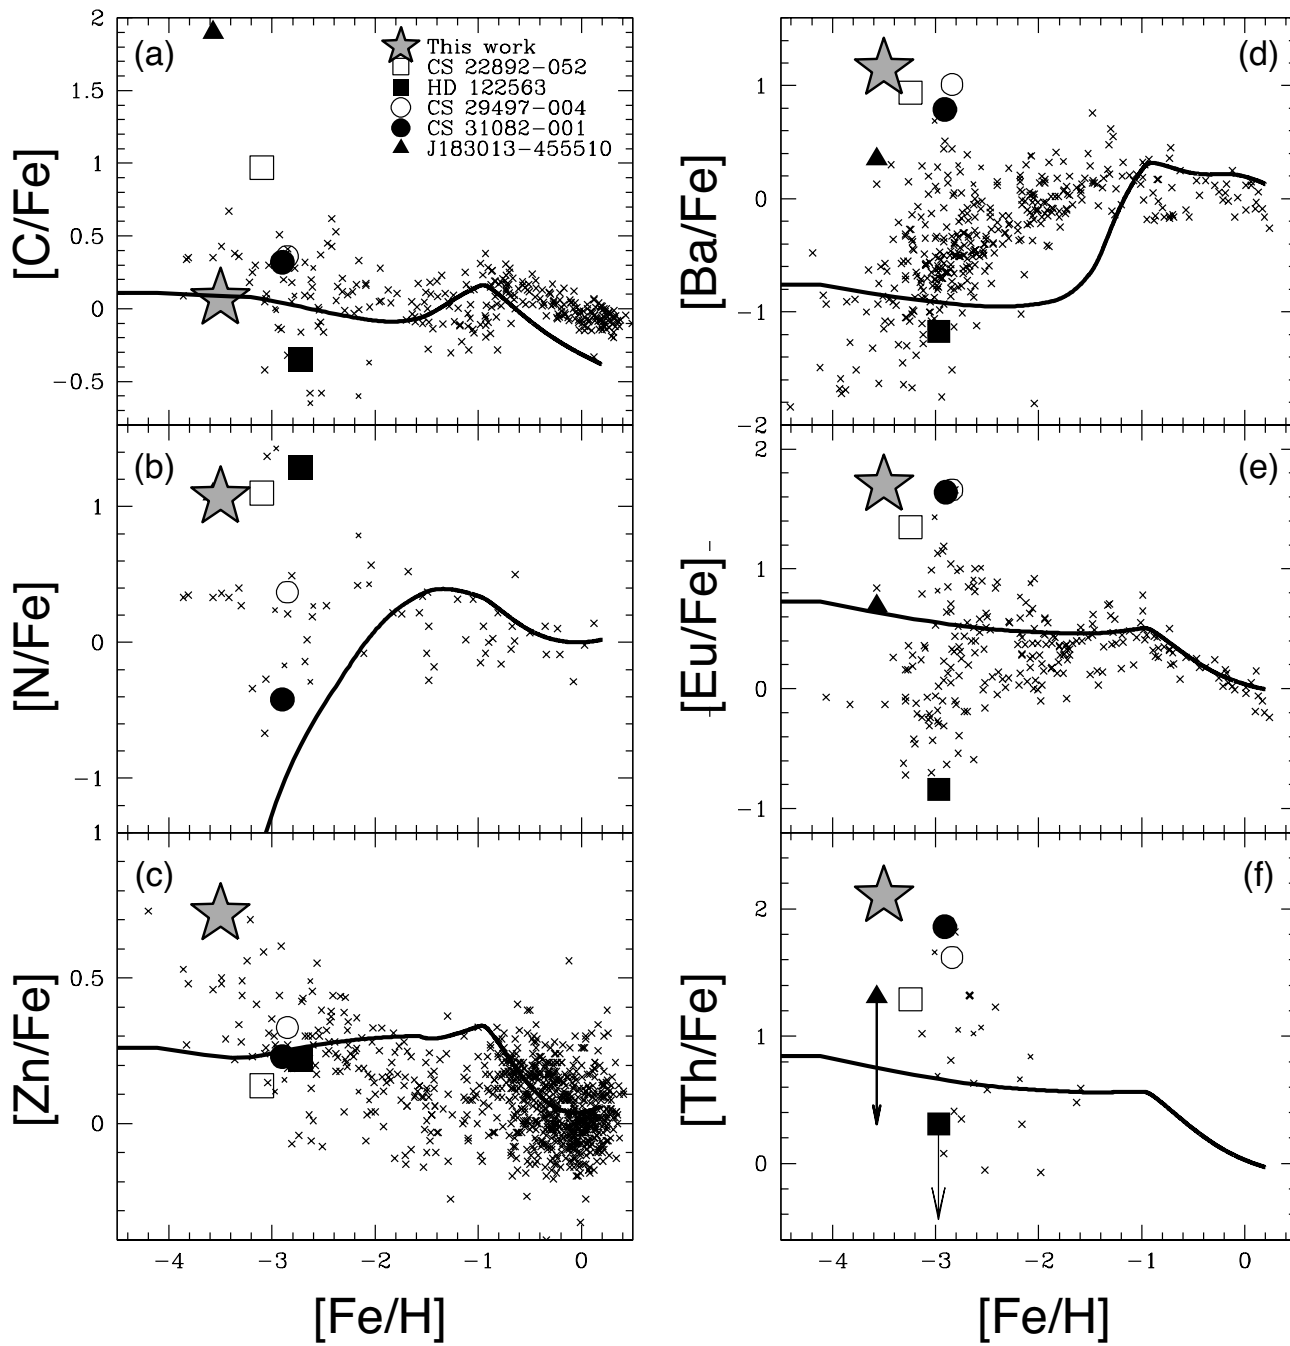 (a)
This work
CS 22892-052
HD 122563
CS 29497-004
CS 31082-001
J183013-455510
2
1
0.5
0
-0.5
[C/Fe]
(b)
1
0
-1
[N/Fe]
(c)
1
0.5
0
[Zn/Fe]
-4
-3
-2
-1
0
[Fe/H]
(d)
1
0
-1
-2
[Ba/Fe]
(e)
2
1
0
-1
[Eu/Fe]
(f)
2
1
0
[Th/Fe]
-4
-3
-2
-1
0
[Fe/H]